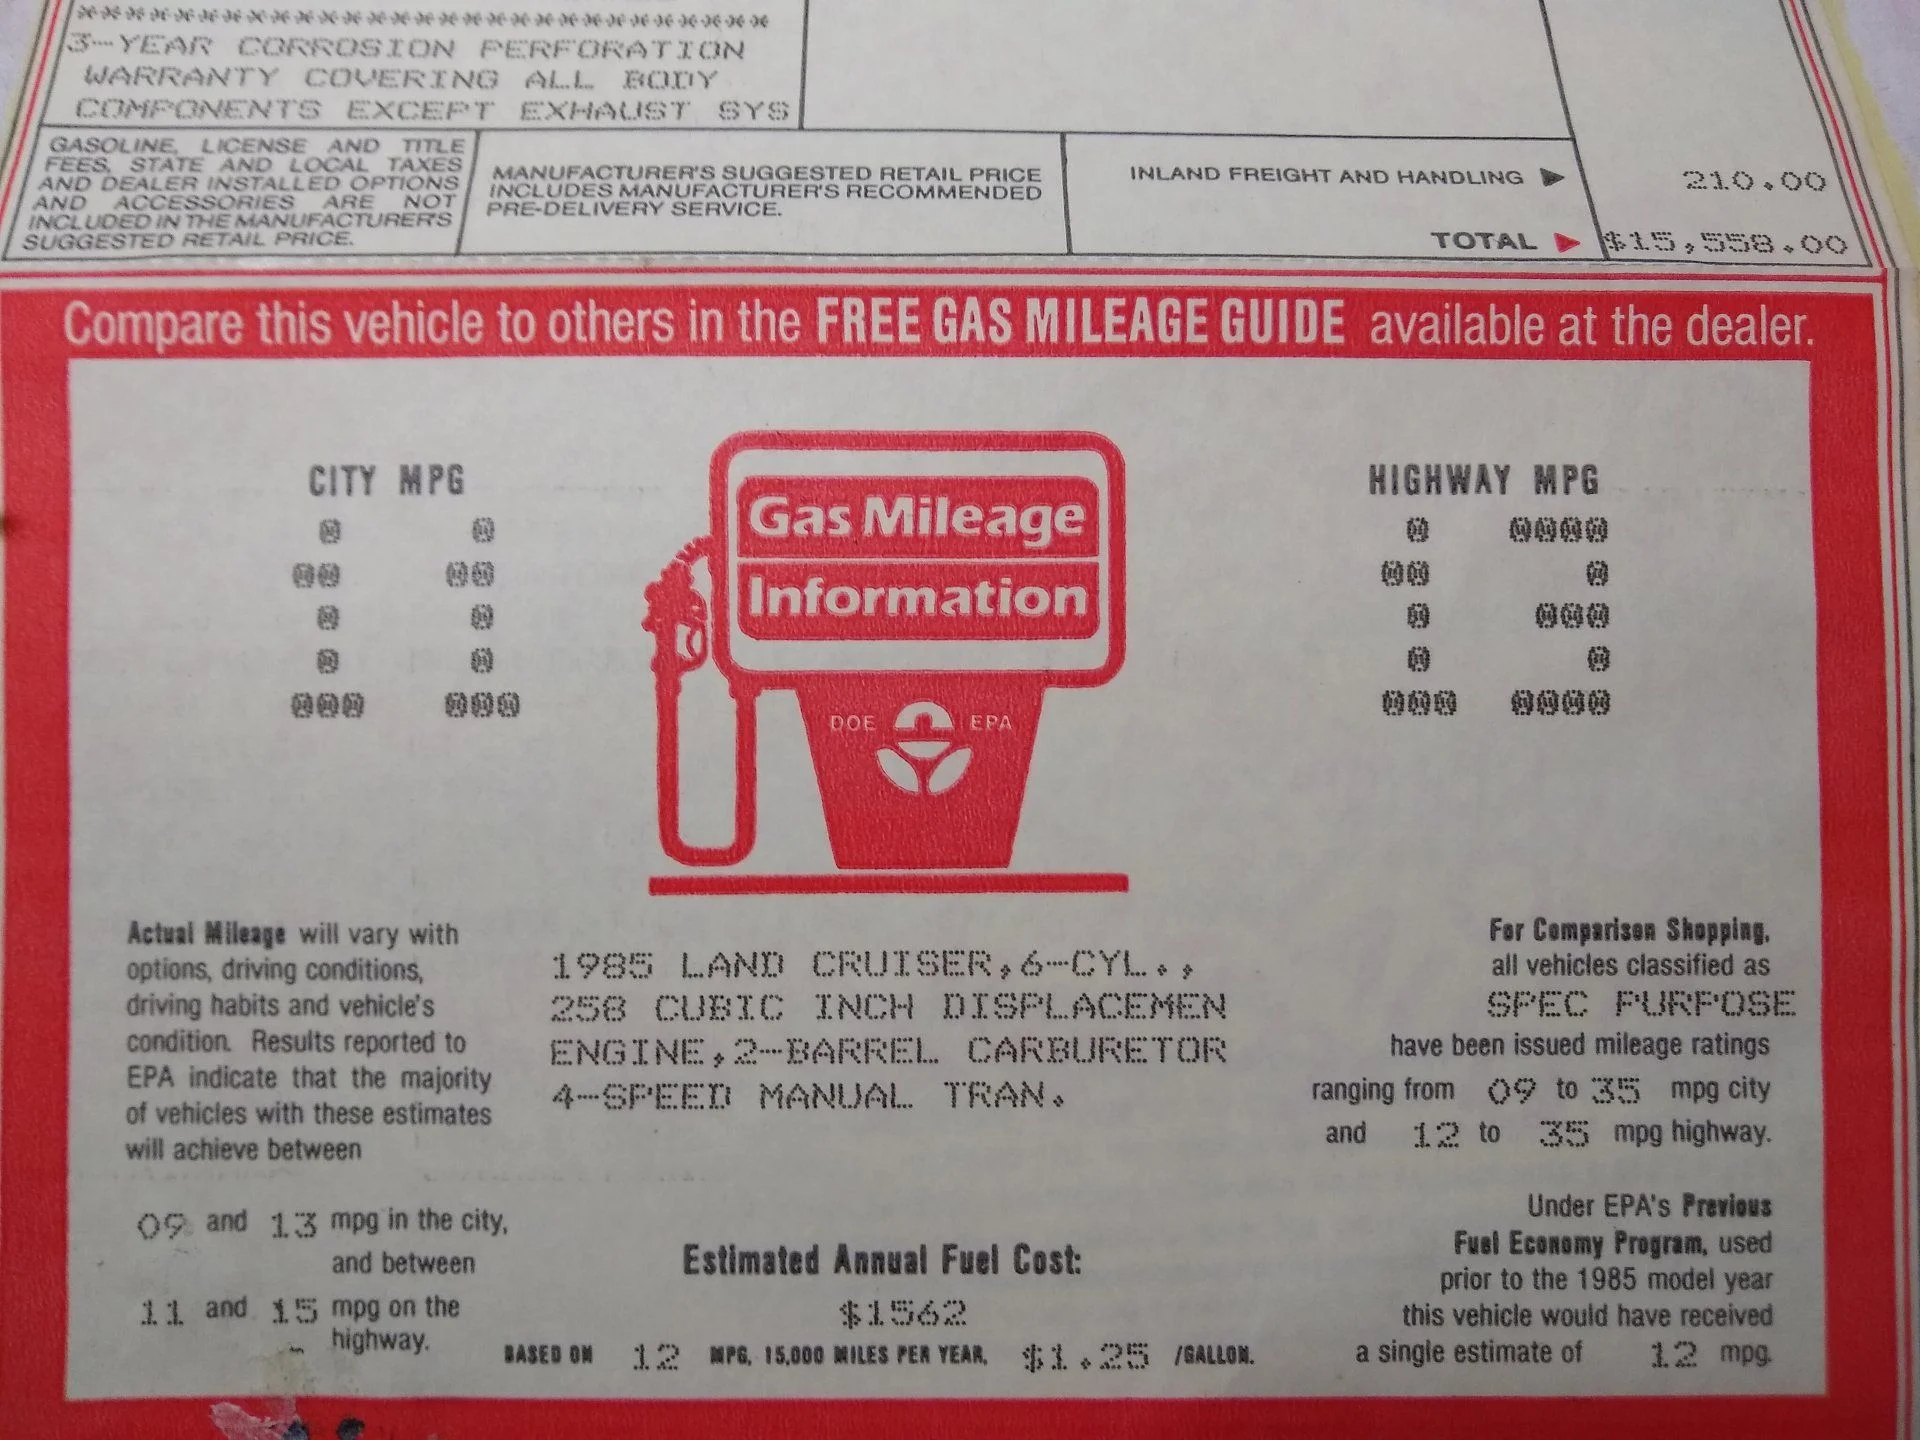 ************************************
3-YEAR CORROSION PERFORATION
WARRANTY COVERING ALL BODY
COMPONENTS EXCEPT EXHAUST SYS
GASOLINE, LICENSE AND TITLE
FEES, STATE AND LOCAL TAXES
AND DEALER INSTALLED OPTIONS
AND ACCESSORIES ARE NOT
INCLUDED IN THE MANUFACTURER'S
SUGGESTED RETAIL PRICE.
MANUFACTURER'S SUGGESTED RETAIL PRICE
INCLUDES MANUFACTURER'S RECOMMENDED
PRE-DELIVERY SERVICE.
INLAND FREIGHT AND HANDLING ▶ 210.00
TOTAL ▶ $15,558.00
Compare this vehicle to others in the FREE GAS MILEAGE GUIDE available at the dealer.
CITY MPG
11
Gas Mileage
Information
DOE EPA
HIGHWAY MPG
12
Actual Mileage will vary with
options, driving conditions,
driving habits and vehicle's
condition. Results reported to
EPA indicate that the majority
of vehicles with these estimates
will achieve between
09 and 13 mpg in the city,
and between
11 and 15 mpg on the
highway.
1985 LAND CRUISER,6-CYL.,
258 CUBIC INCH DISPLACEMEN
ENGINE,2-BARREL CARBURETOR
4-SPEED MANUAL TRAN.
Estimated Annual Fuel Cost:
$1562
BASED ON 12 MPG, 15,000 MILES PER YEAR, $1.25 /GALLON.
For Comparison Shopping,
all vehicles classified as
SPEC PURPOSE
have been issued mileage ratings
ranging from 09 to 35 mpg city
and 12 to 35 mpg highway.
Under EPA's Previous
Fuel Economy Program, used
prior to the 1985 model year
this vehicle would have received
a single estimate of 12 mpg.